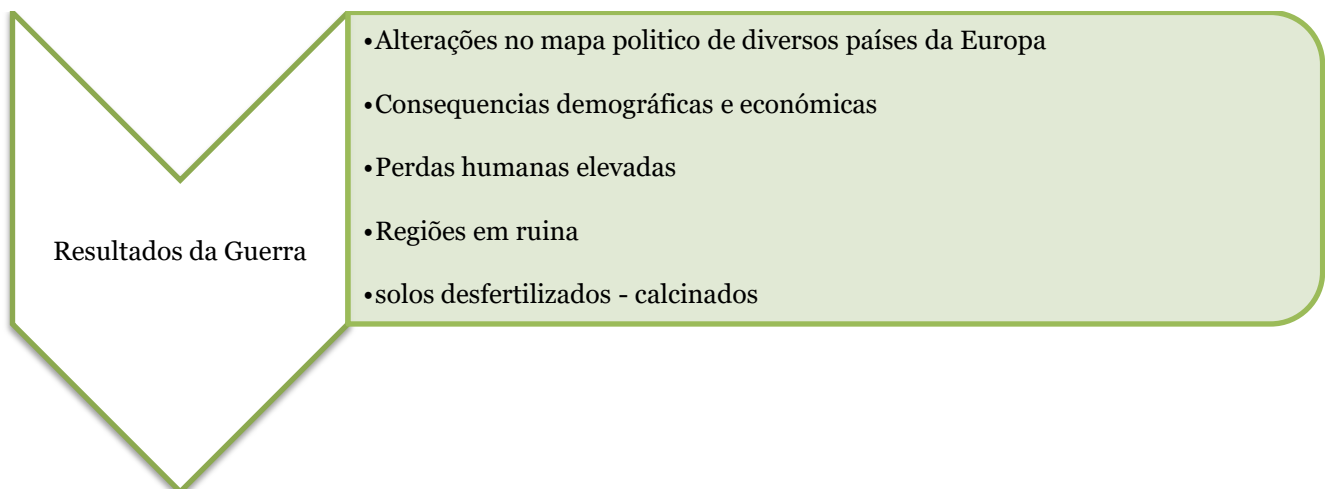 Resultados da Guerra
•Alterações no mapa politico de diversos países da Europa
•Consequencias demográficas e económicas
•Perdas humanas elevadas
•Regiões em ruina
•solos desfertilizados - calcinados